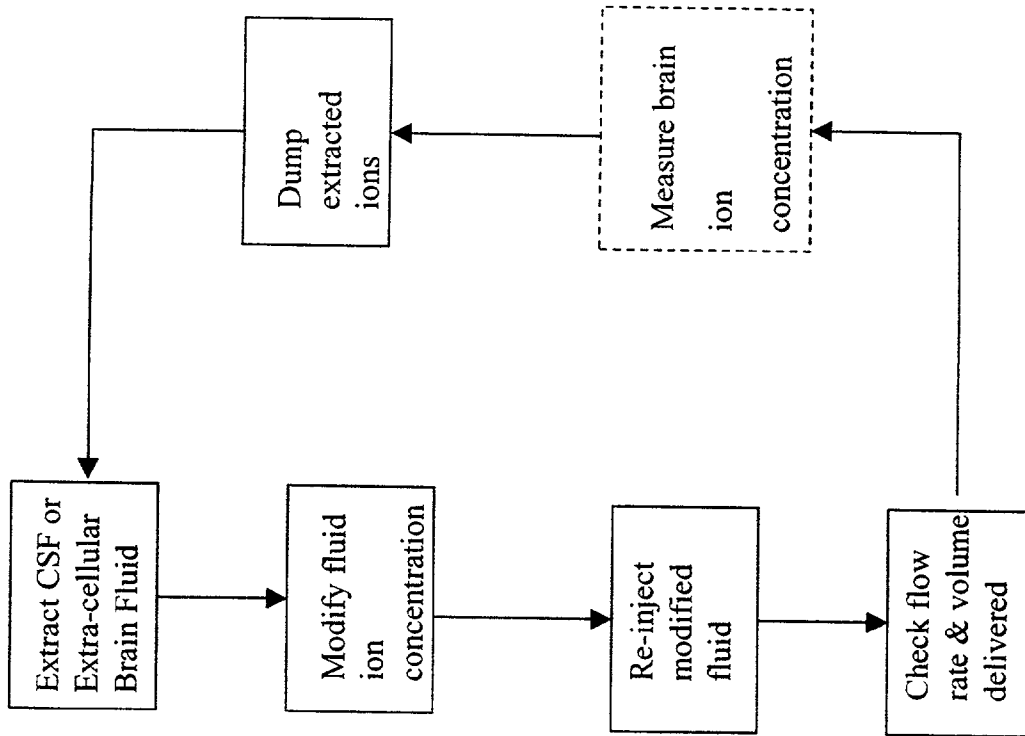 Extract CSF or
Extra-cellular
Brain Fluid
Modify fluid
ion
concentration
Re-inject
modified
fluid
Check flow
rate & volume
delivered
Measure brain
ion
concentration
Dump
extracted
ions